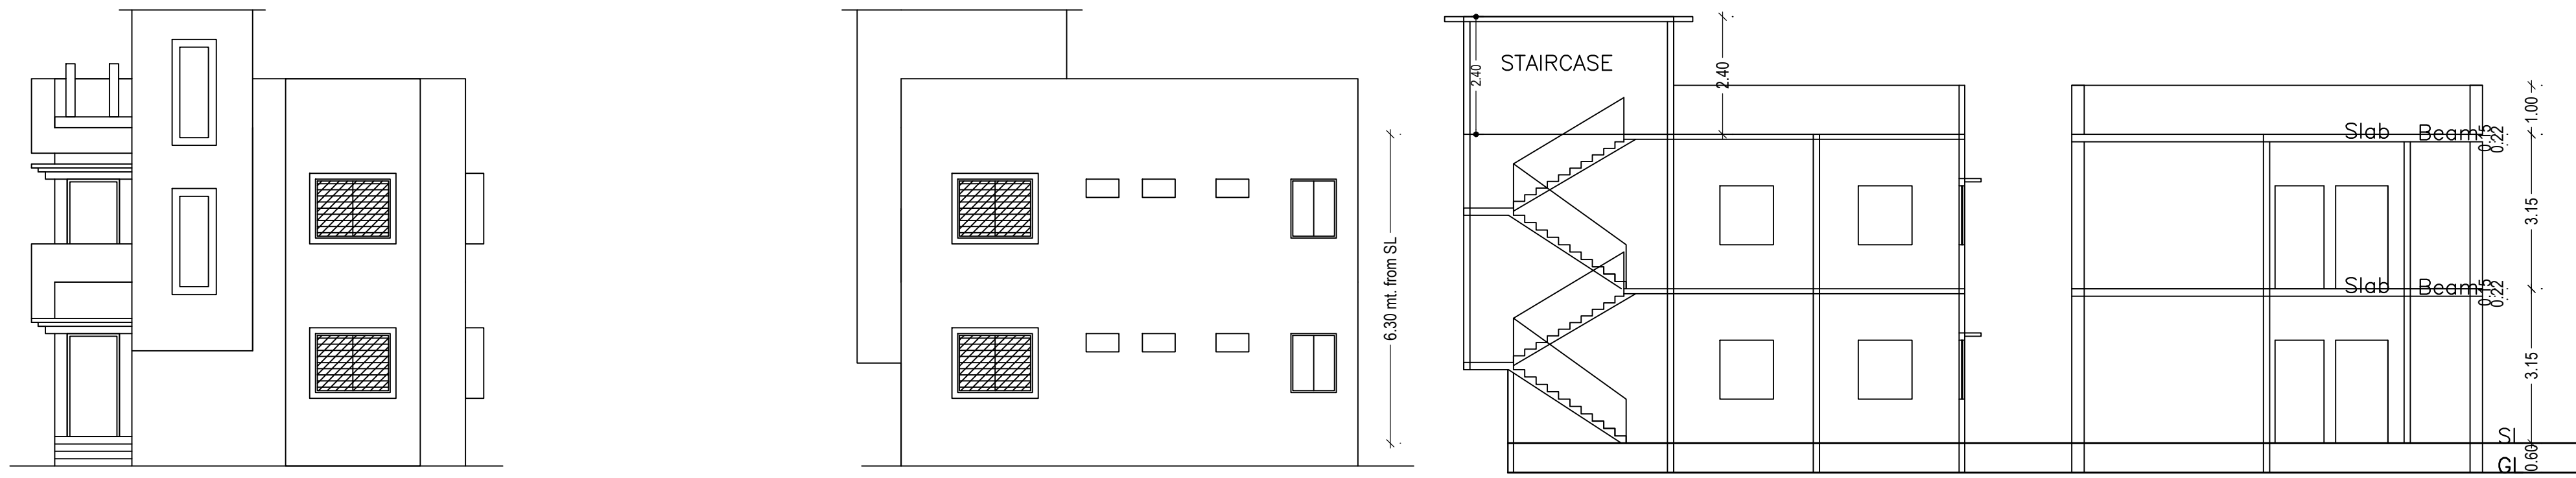 6.30 mt. from SL
2.40
STAIRCASE
2.40
Slab Beam
0.15
0.22
1.00
3.15
Slab Beam
0.15
0.22
3.15
SL
GL
0.60